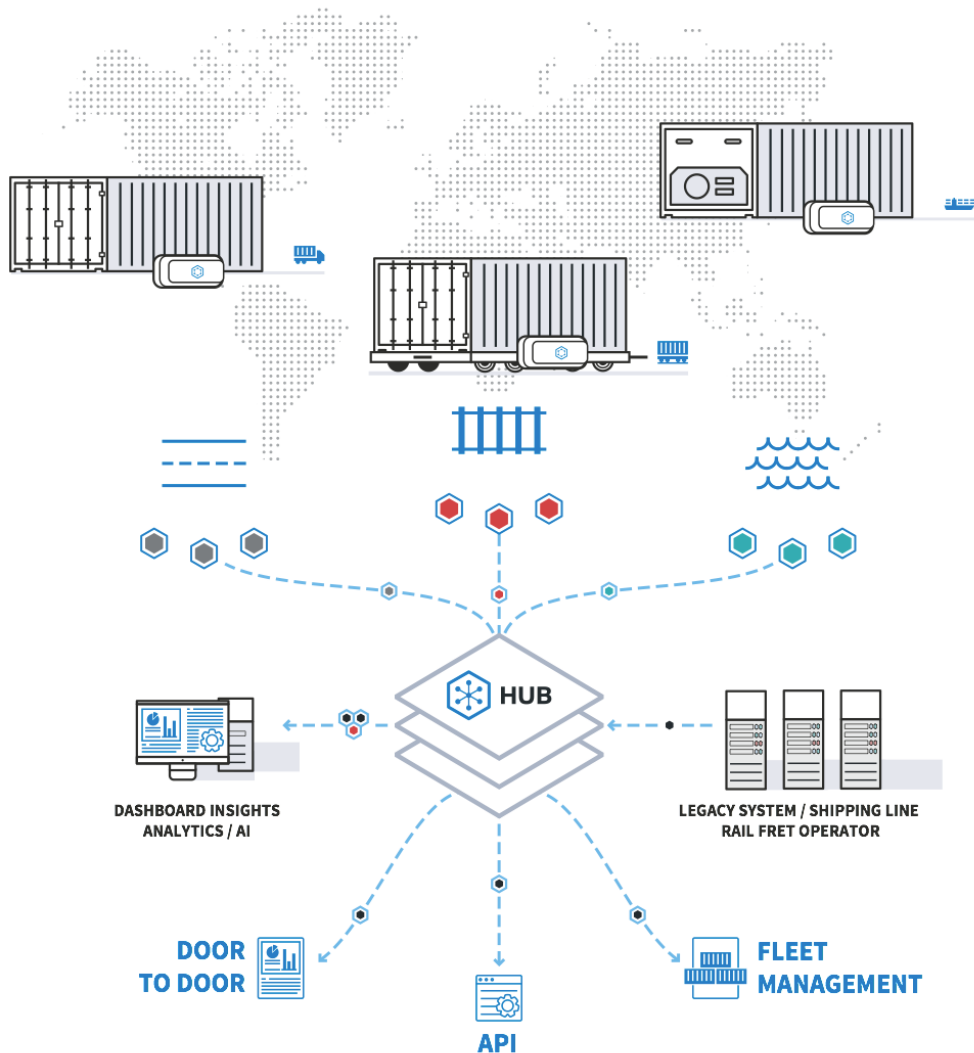 HUB
DASHBOARD INSIGHTS
ANALYTICS / AI
LEGACY SYSTEM / SHIPPING LINE
RAIL FRET OPERATOR
DOOR
TO DOOR
API
FLEET
MANAGEMENT